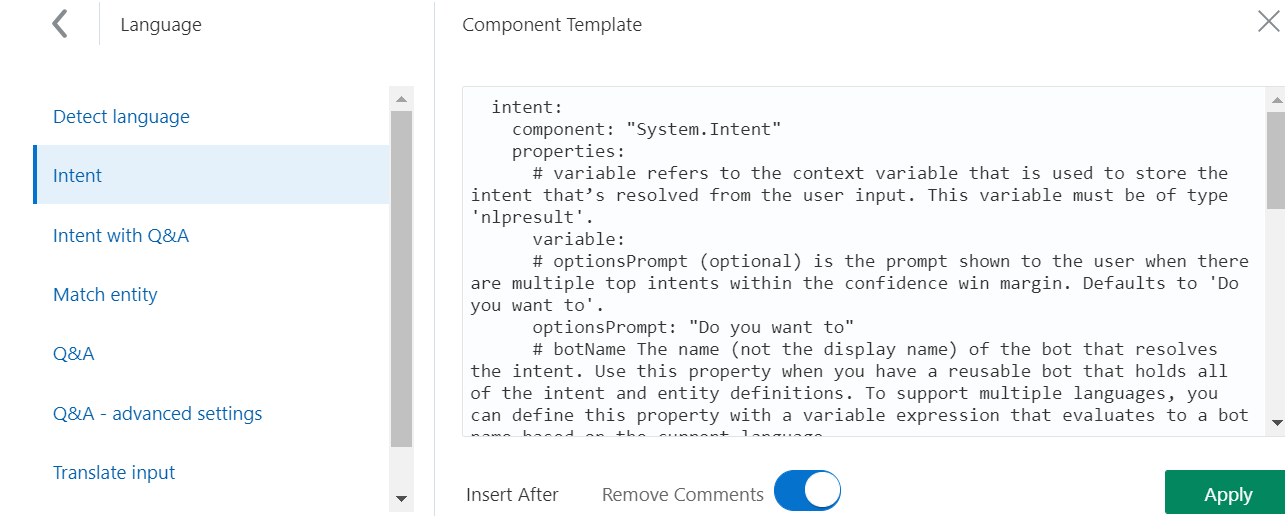 Language
Component Template
Detect language
Intent
Intent with Q&A
Match entity
Q&A
Q&A - advanced settings
Translate input
intent:
component: "System.Intent"
properties:
# variable refers to the context variable that is used to store the
intent that’s resolved from the user input. This variable must be of type
'nlpresult'.
variable:
# optionsPrompt (optional) is the prompt shown to the user when there
are multiple top intents within the confidence win margin. Defaults to 'Do
you want to'.
optionsPrompt: "Do you want to"
# botName The name (not the display name) of the bot that resolves
the intent. Use this property when you have a reusable bot that holds all
of the intent and entity definitions. To support multiple languages, you
can define this property with a variable expression that evaluates to a bot
name based on the current language
Insert After
Remove Comments
Apply